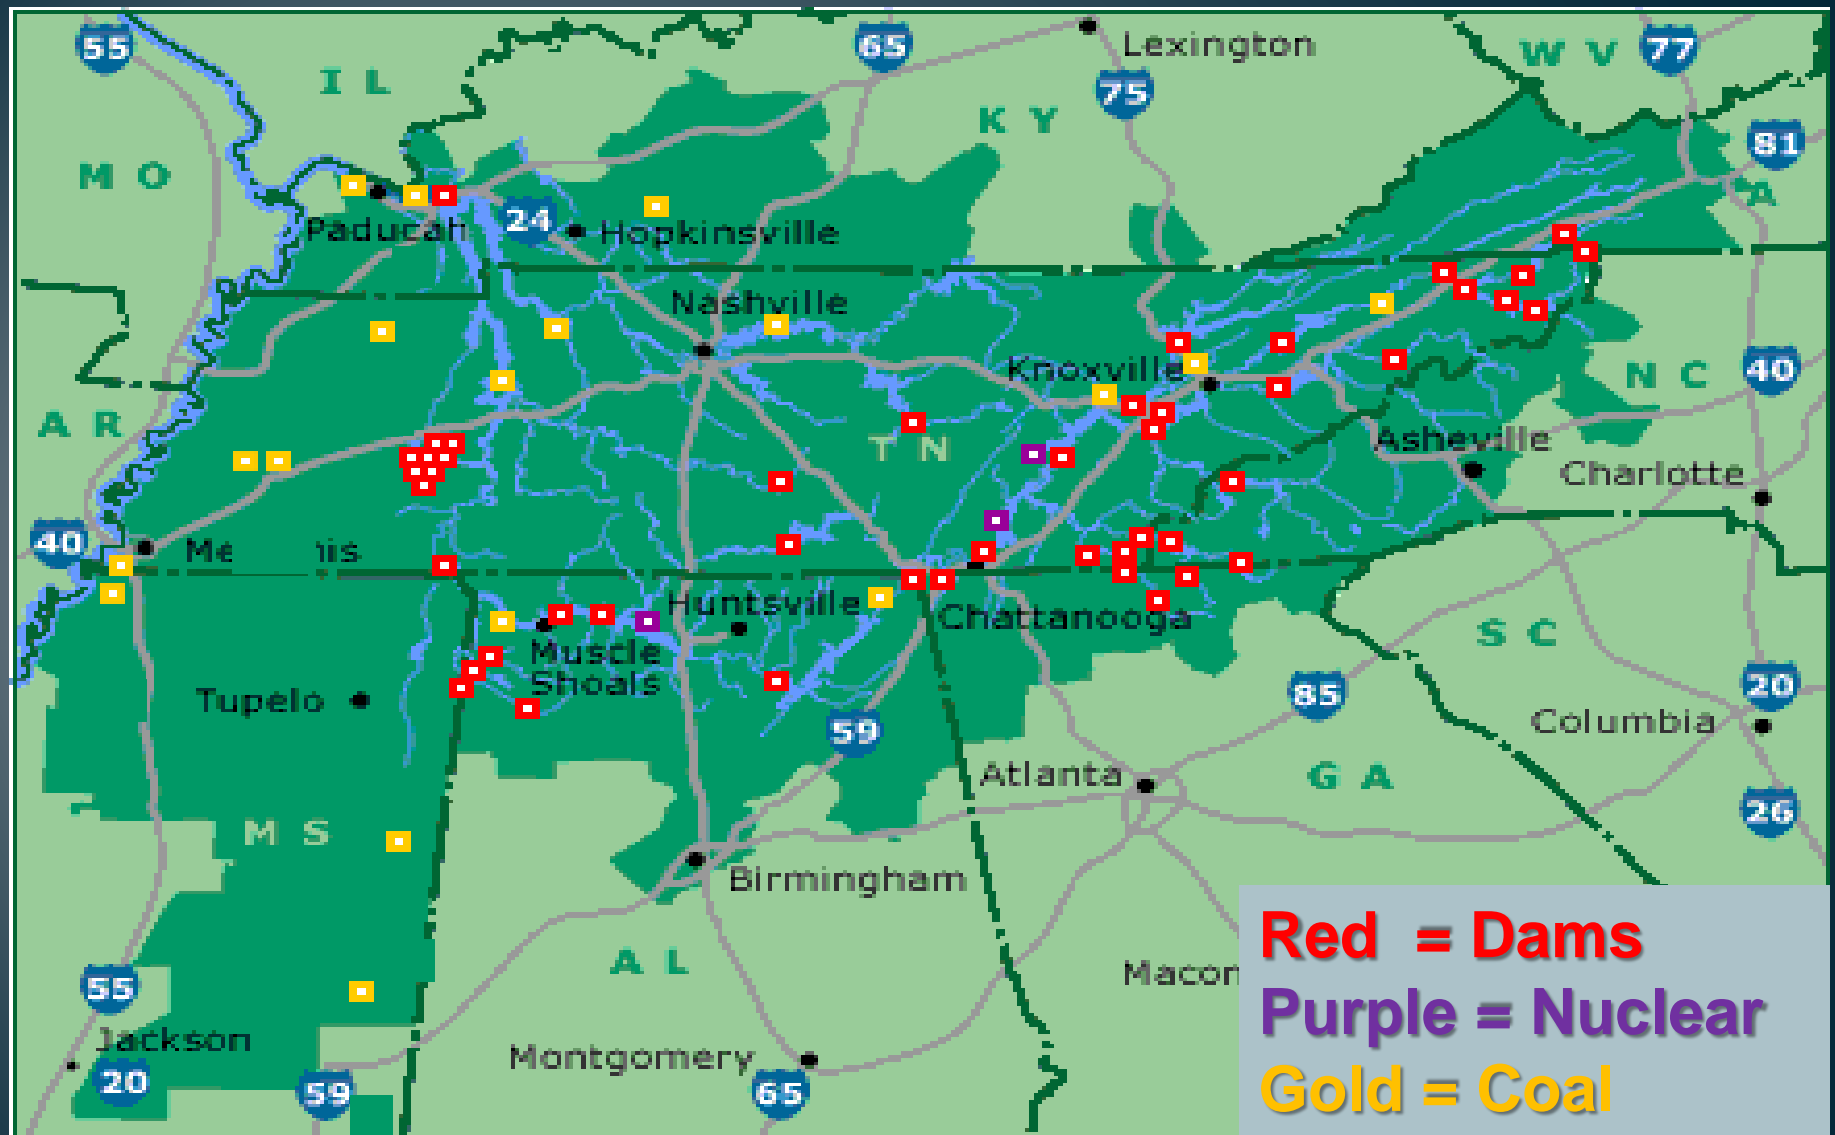 55
65
Lexington
W V
77
I L
75
K Y
81
M O
A
24
Paducah
Hopkinsville
Nashville
Knoxville
N C
40
A R
T N
Asheville
Charlotte
40
Huntsville
Chattanooga
Muscle
Shoals
S C
Tupelo
85
20
59
Columbia
Atlanta
G A
M S
26
Birmingham
A L
Macon
55
Jackson
20
59
Montgomery
65
Red = Dams
Purple = Nuclear
Gold = Coal